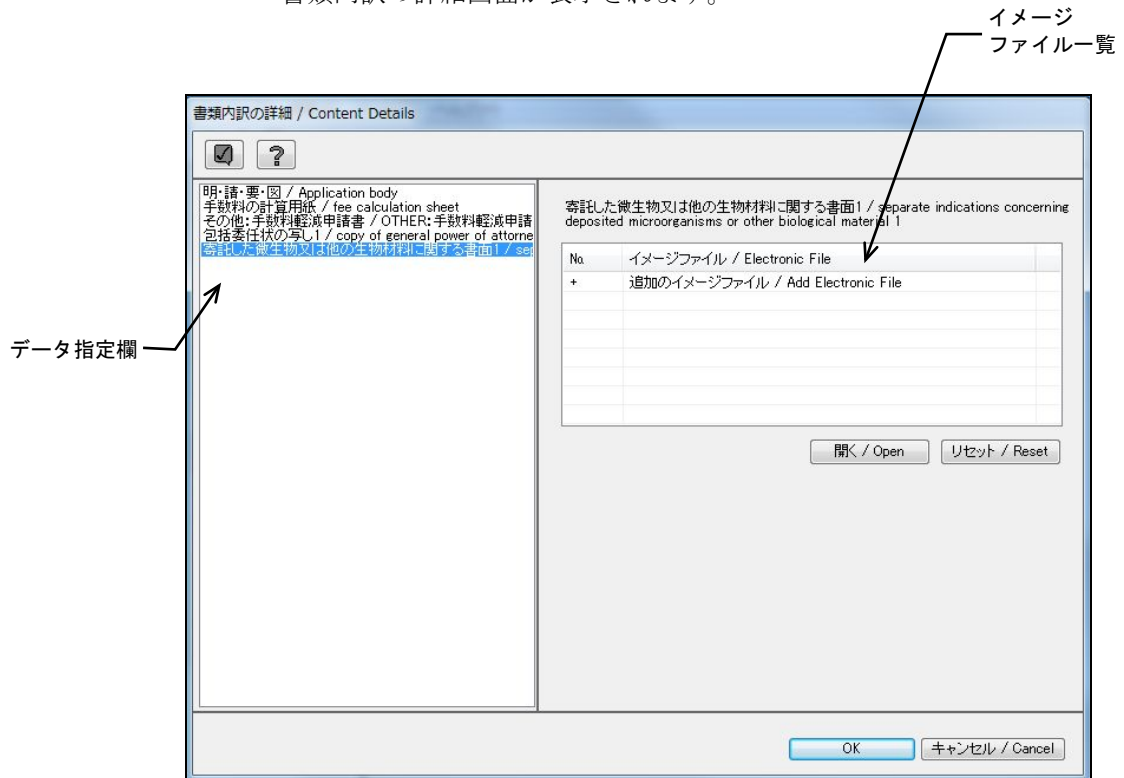 書類内訳の詳細画面が表示されます。
イメージ
ファイル一覧
書類内訳の詳細 / Content Details
明・請・要・図 / Application body
手数料の計算用紙 / fee calculation sheet
その他:手数料軽減申請書 / OTHER:手数料軽減申請
包括委任状の写し1 / copy of general power of attorne
寄託した微生物又は他の生物材料に関する書面1 / sep
データ指定欄
寄託した微生物又は他の生物材料に関する書面1 / separate indications concerning
deposited microorganisms or other biological material 1
No. イメージファイル / Electronic File
+ 追加のイメージファイル / Add Electronic File
開く / Open リセット / Reset
OK キャンセル / Cancel